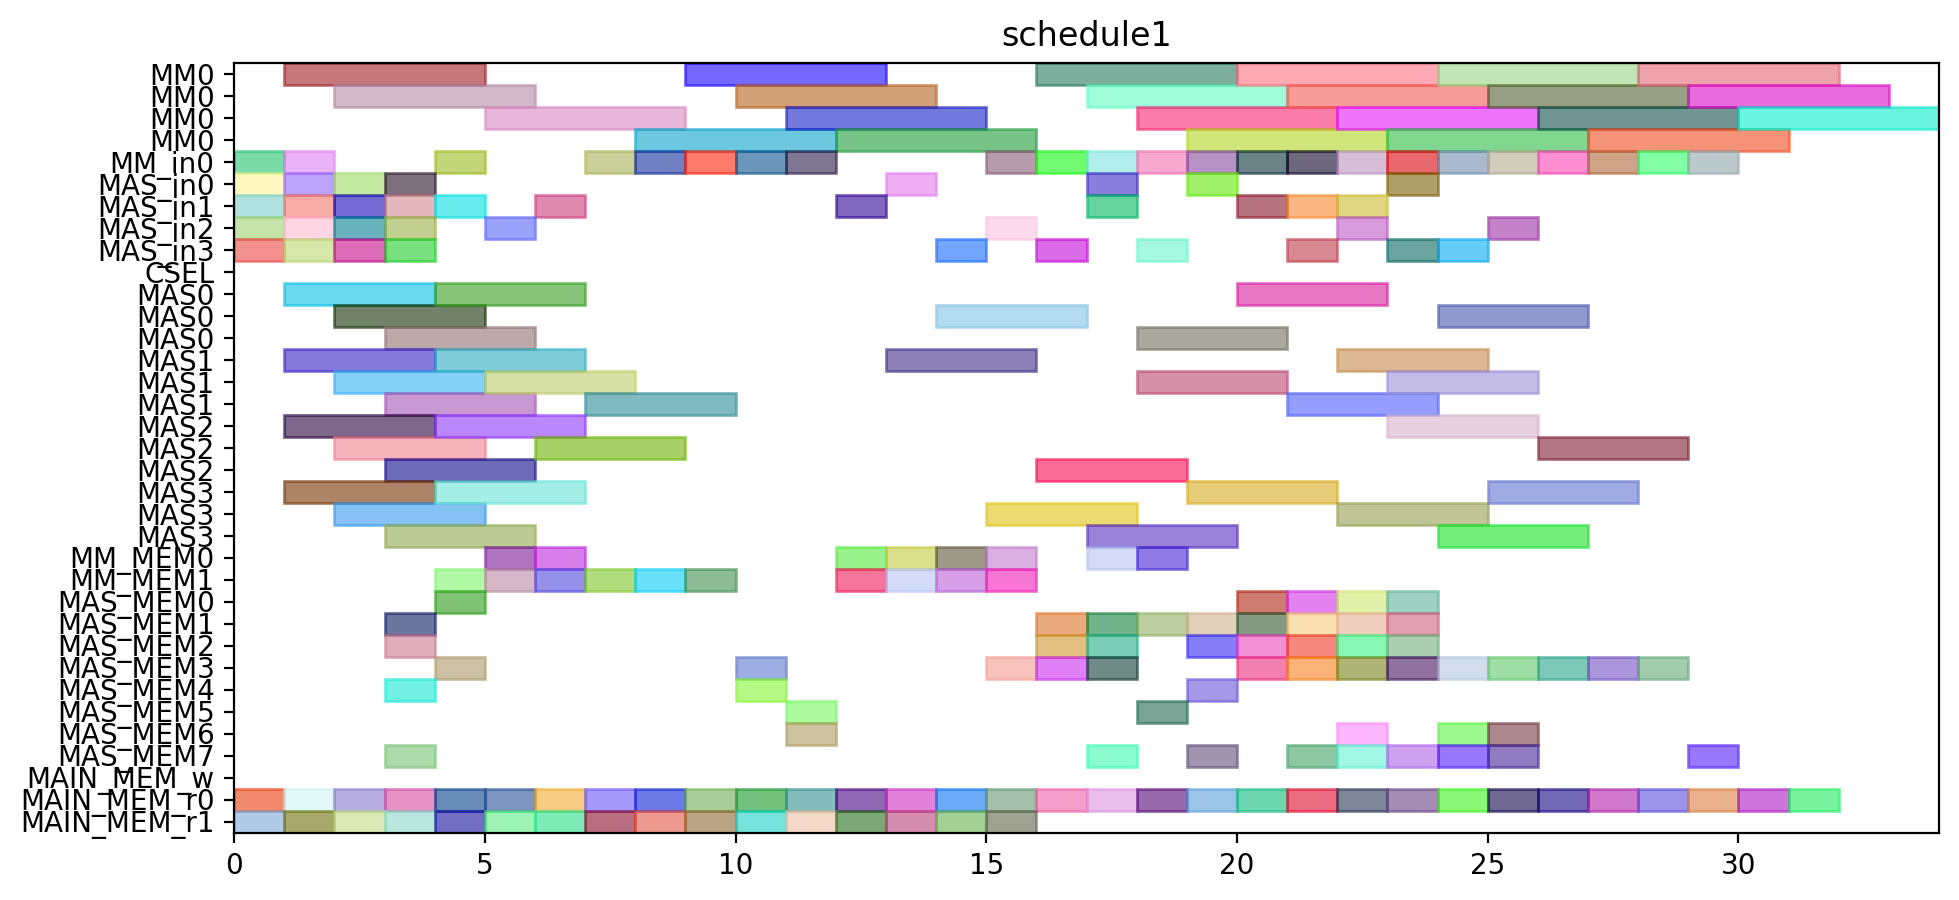 schedule1
MM0
MM0
MM0
MM0
MM_in0
MAS_in0
MAS_in1
MAS_in2
MAS_in3
CSEL
MAS0
MAS0
MAS0
MAS1
MAS1
MAS1
MAS2
MAS2
MAS2
MAS3
MAS3
MAS3
MM_MEM0
MM_MEM1
MAS_MEM0
MAS_MEM1
MAS_MEM2
MAS_MEM3
MAS_MEM4
MAS_MEM5
MAS_MEM6
MAS_MEM7
MAIN_MEM_w
MAIN_MEM_r0
MAIN_MEM_r1
0 5 10 15 20 25 30